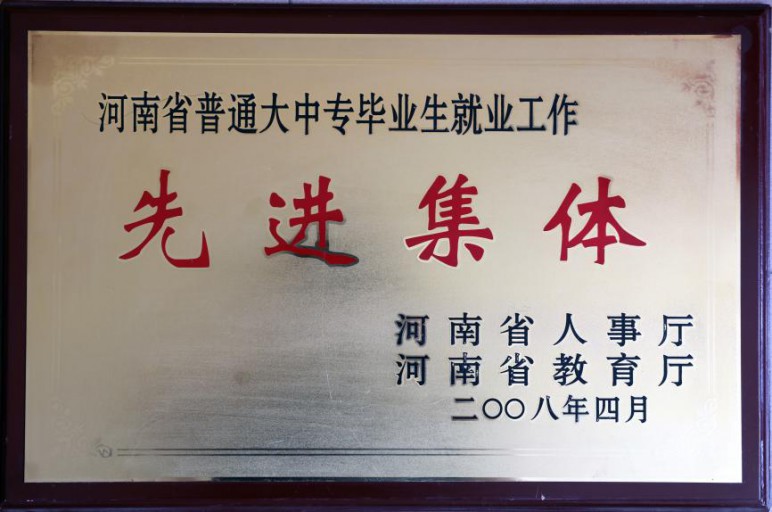 河南省普通大中专毕业生就业工作
先进集体
河南省人事厅
河南省教育厅
二〇〇八年四月